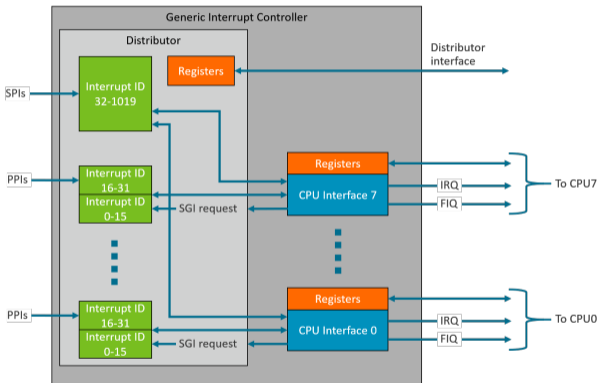 Generic Interrupt Controller
Distributor
Registers
Distributor
interface
Interrupt ID
32-1019
SPIs
PPIs
Interrupt ID
16-31
Interrupt ID
0-15
SGI request
Registers
CPU Interface 7
IRQ
FIQ
To CPU7
PPIs
Interrupt ID
16-31
Interrupt ID
0-15
SGI request
Registers
CPU Interface 0
IRQ
FIQ
To CPU0